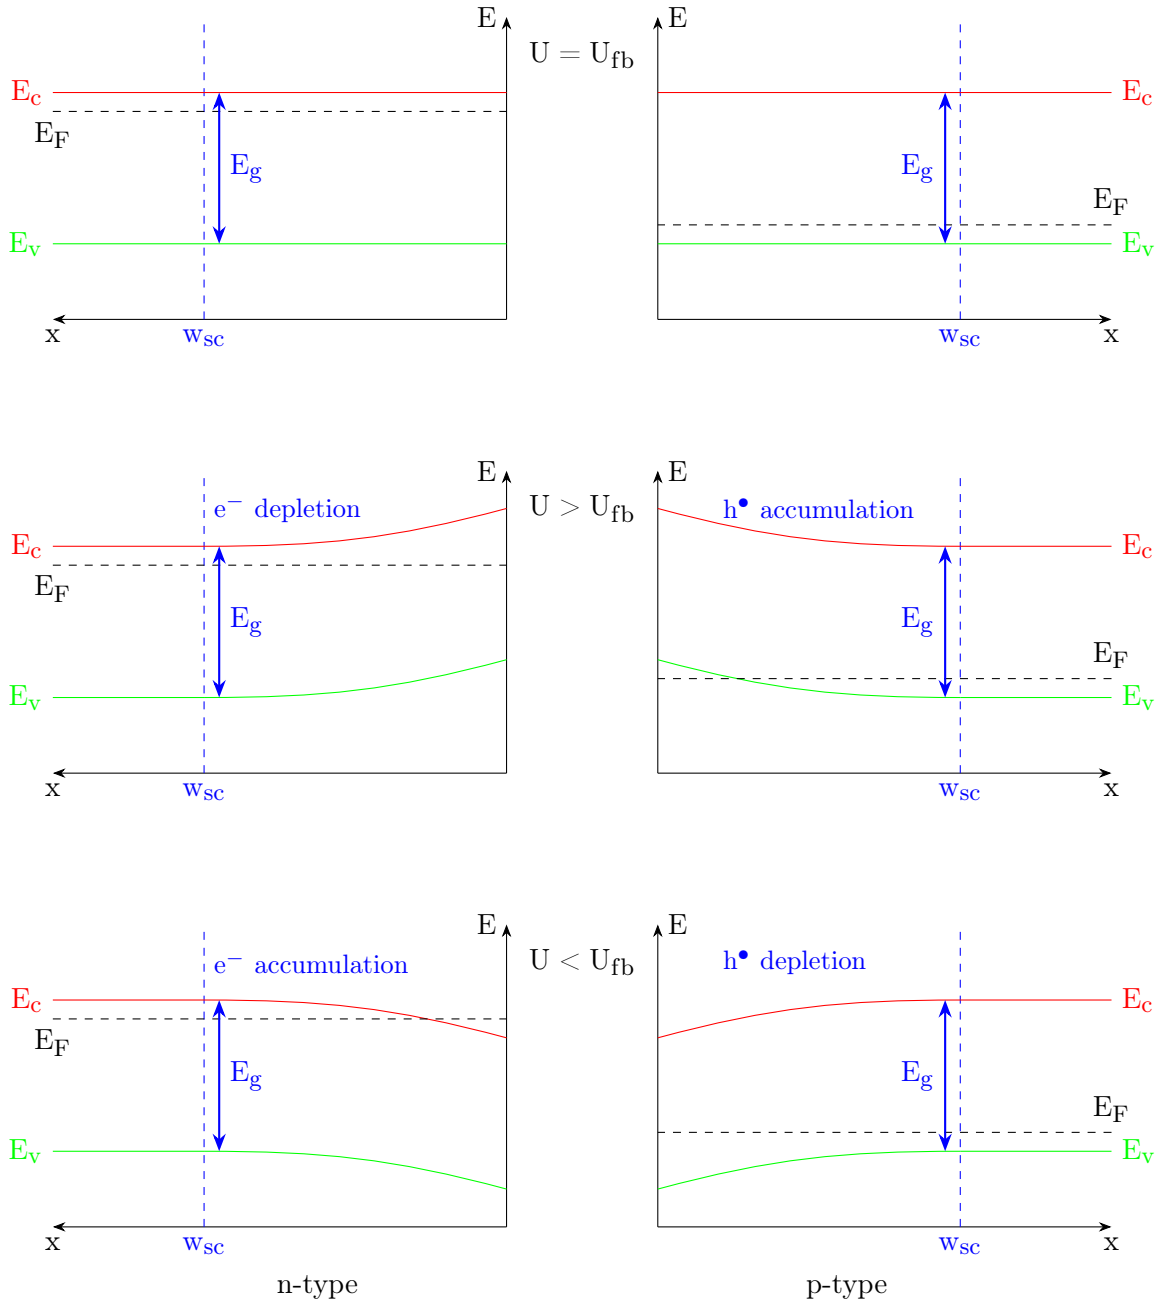 E
U = U_fb
E
E_c
E_F
E_g
E_v
x
w_sc
E_c
E_g
E_F
E_v
w_sc
x
E
U > U_fb
E
e⁻ depletion
h• accumulation
E_c
E_F
E_g
E_v
x
w_sc
E_c
E_g
E_F
E_v
w_sc
x
E
U < U_fb
E
e⁻ accumulation
h• depletion
E_c
E_F
E_g
E_v
x
w_sc
E_c
E_g
E_F
E_v
w_sc
x
n-type
p-type